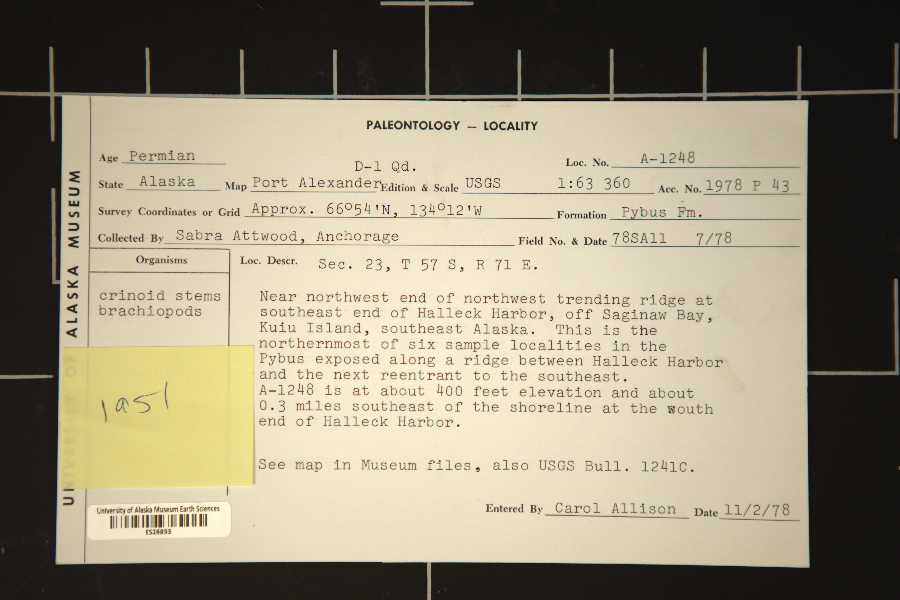 PALEONTOLOGY — LOCALITY
Age Permian
Loc. No. A-1248
D-1 Qd.
State Alaska Map Port Alexander Edition & Scale USGS 1:63 360 Acc. No. 1978 P 43
Survey Coordinates or Grid Approx. 66°54'N, 134°12'W Formation Pybus Fm.
Collected By Sabra Attwood, Anchorage Field No. & Date 78SA11 7/78
Organisms
Loc. Descr. Sec. 23, T 57 S, R 71 E.
crinoid stems
brachiopods
Near northwest end of northwest trending ridge at
southeast end of Halleck Harbor, off Saginaw Bay,
Kuiu Island, southeast Alaska. This is the
northernmost of six sample localities in the
Pybus exposed along a ridge between Halleck Harbor
and the next reentrant to the southeast.
A-1248 is at about 400 feet elevation and about
0.3 miles southeast of the shoreline at the wouth
end of Halleck Harbor.
See map in Museum files, also USGS Bull. 1241C.
Entered By Carol Allison Date 11/2/78
UNIVERSITY OF ALASKA MUSEUM
1951
University of Alaska Museum Earth Sciences